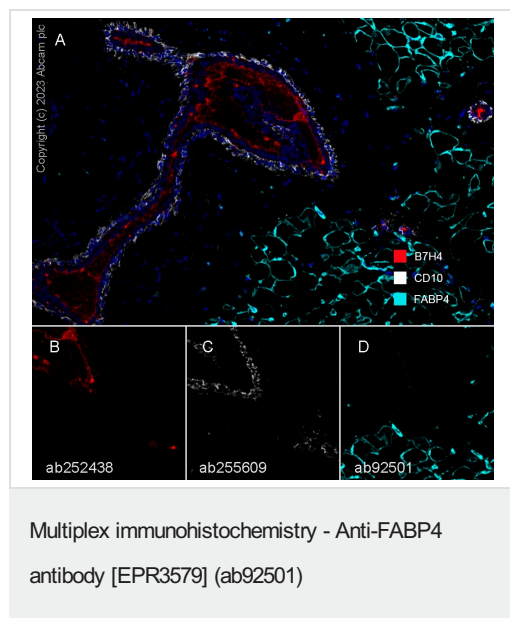 A
Copyright (c) 2023 Abcam plc
B7H4
CD10
FABP4
B
C
D
ab252438
ab255609
ab92501
Multiplex immunohistochemistry - Anti-FABP4
antibody [EPR3579] (ab92501)